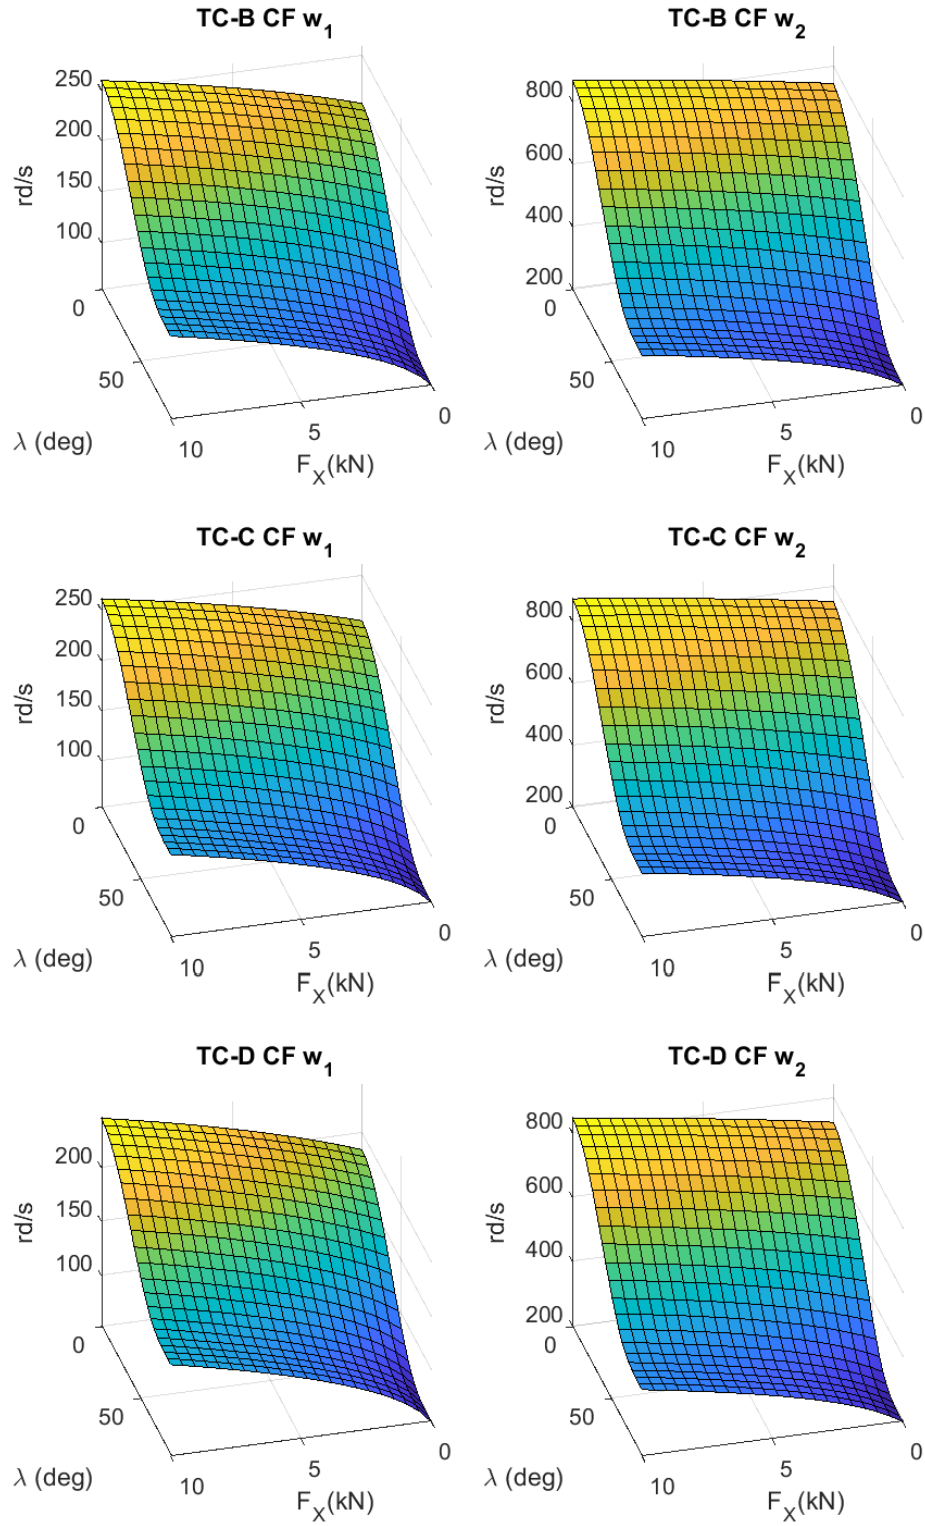 TC-B CF w1
250
200
150
100
rd/s
0
50
λ (deg)
10
5
0
FX(kN)
TC-B CF w2
800
600
400
200
rd/s
0
50
λ (deg)
10
5
0
FX(kN)
TC-C CF w1
250
200
150
100
rd/s
0
50
λ (deg)
10
5
0
FX(kN)
TC-C CF w2
800
600
400
200
rd/s
0
50
λ (deg)
10
5
0
FX(kN)
TC-D CF w1
200
150
100
rd/s
0
50
λ (deg)
10
5
0
FX(kN)
TC-D CF w2
800
600
400
200
rd/s
0
50
λ (deg)
10
5
0
FX(kN)